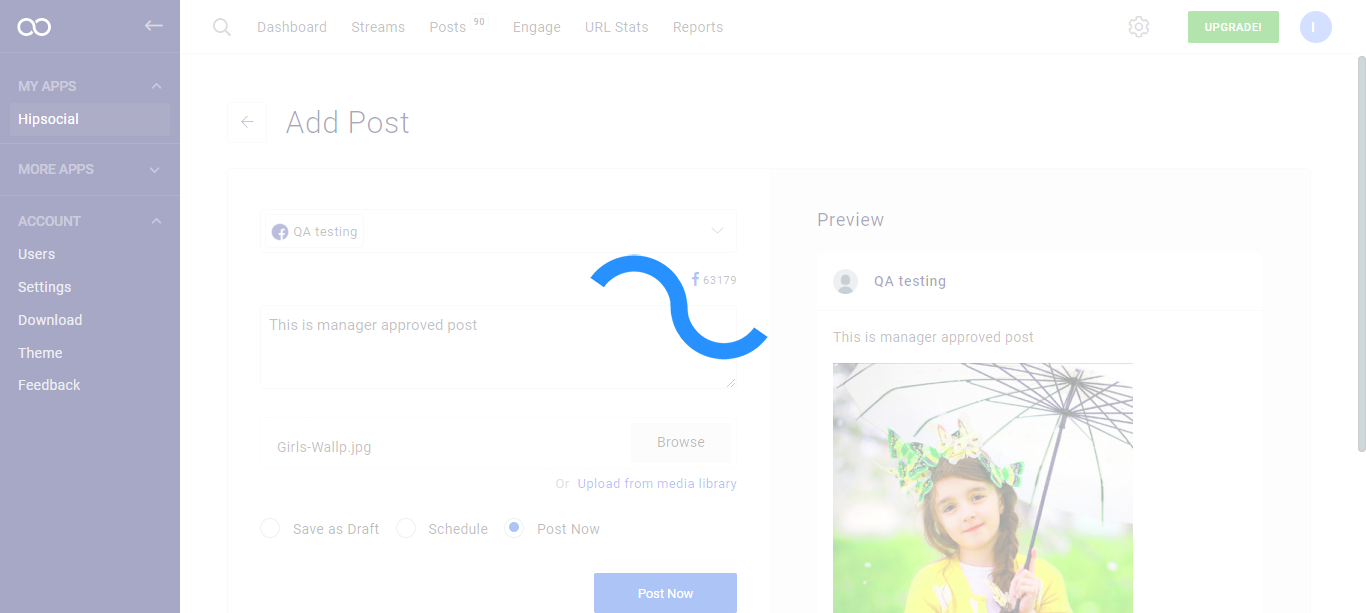 Dashboard Streams Posts 90 Engage URL Stats Reports UPGRADE! I
MY APPS
Hipsocial
MORE APPS
ACCOUNT
Users
Settings
Download
Theme
Feedback
Add Post
QA testing
63179
This is manager approved post
Girls-Wallp.jpg Browse
Or Upload from media library
Save as Draft Schedule Post Now
Post Now
Preview
QA testing
This is manager approved post